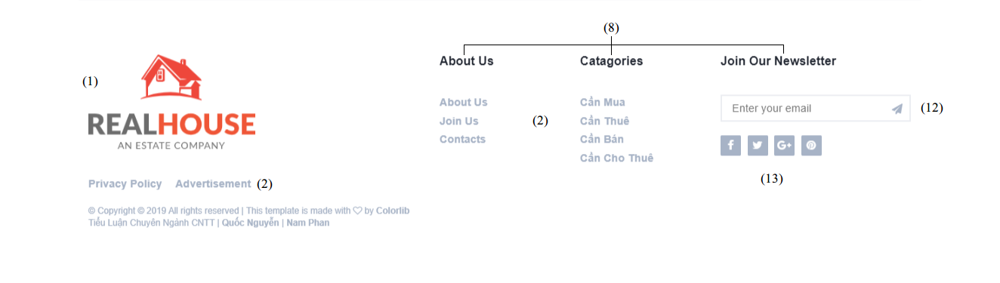 (8)
About Us
Catagories
Join Our Newsletter
(1)
REALHOUSE
AN ESTATE COMPANY
About Us
Join Us
Contacts
(2)
Cần Mua
Cần Thuê
Cần Bán
Cần Cho Thuê
Enter your email
(12)
(13)
Privacy Policy Advertisement (2)
© Copyright © 2019 All rights reserved | This template is made with ♡ by Colorlib
Tiểu Luận Chuyên Ngành CNTT | Quốc Nguyễn | Nam Phan